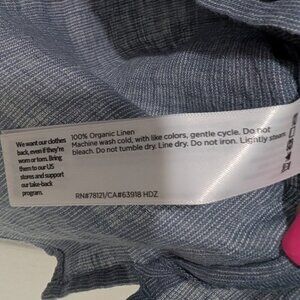 We want our clothes
back, even if they're
worn or torn. Bring
them to our US
stores and support
our take-back
program.
100% Organic Linen
Machine wash cold, with like colors, gentle cycle. Do not
bleach. Do not tumble dry. Line dry. Do not iron. Lightly steam.
RN#78121/CA#63918 HDZ